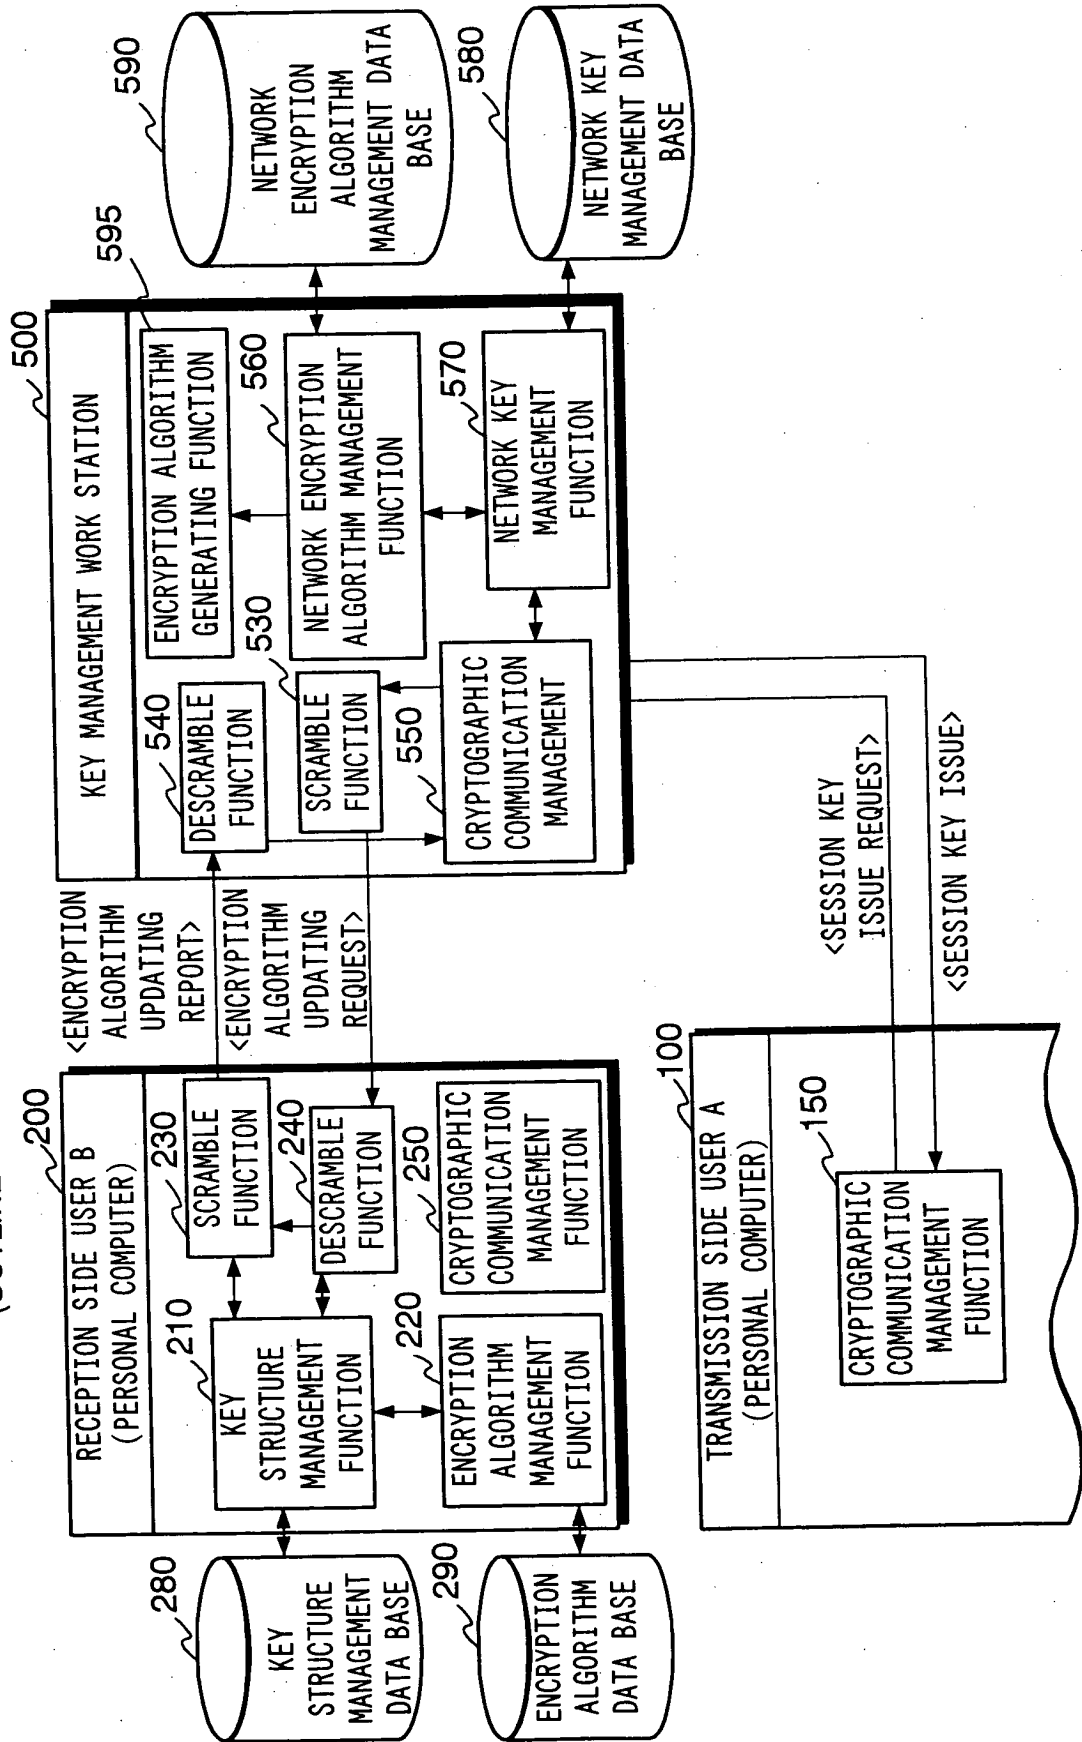 200
RECEPTION SIDE USER B
(PERSONAL COMPUTER)
280
KEY
STRUCTURE
MANAGEMENT
DATA BASE
210
KEY
STRUCTURE
MANAGEMENT
FUNCTION
230
SCRAMBLE
FUNCTION
240
DESCRAMBLE
FUNCTION
290
ENCRYPTION
ALGORITHM
DATA BASE
220
ENCRYPTION
ALGORITHM
MANAGEMENT
FUNCTION
250
CRYPTOGRAPHIC
COMMUNICATION
MANAGEMENT
FUNCTION
<ENCRYPTION
ALGORITHM
UPDATING
REPORT>
<ENCRYPTION
ALGORITHM
UPDATING
REQUEST>
500
KEY MANAGEMENT WORK STATION
540
DESCRAMBLE
FUNCTION
530
SCRAMBLE
FUNCTION
550
CRYPTOGRAPHIC
COMMUNICATION
MANAGEMENT
595
ENCRYPTION ALGORITHM
GENERATING FUNCTION
560
NETWORK ENCRYPTION
ALGORITHM MANAGEMENT
FUNCTION
570
NETWORK KEY
MANAGEMENT
FUNCTION
590
NETWORK
ENCRYPTION
ALGORITHM
MANAGEMENT DATA
BASE
580
NETWORK KEY
MANAGEMENT DATA
BASE
100
TRANSMISSION SIDE USER A
(PERSONAL COMPUTER)
150
CRYPTOGRAPHIC
COMMUNICATION
MANAGEMENT
FUNCTION
<SESSION KEY
ISSUE REQUEST>
<SESSION KEY ISSUE>